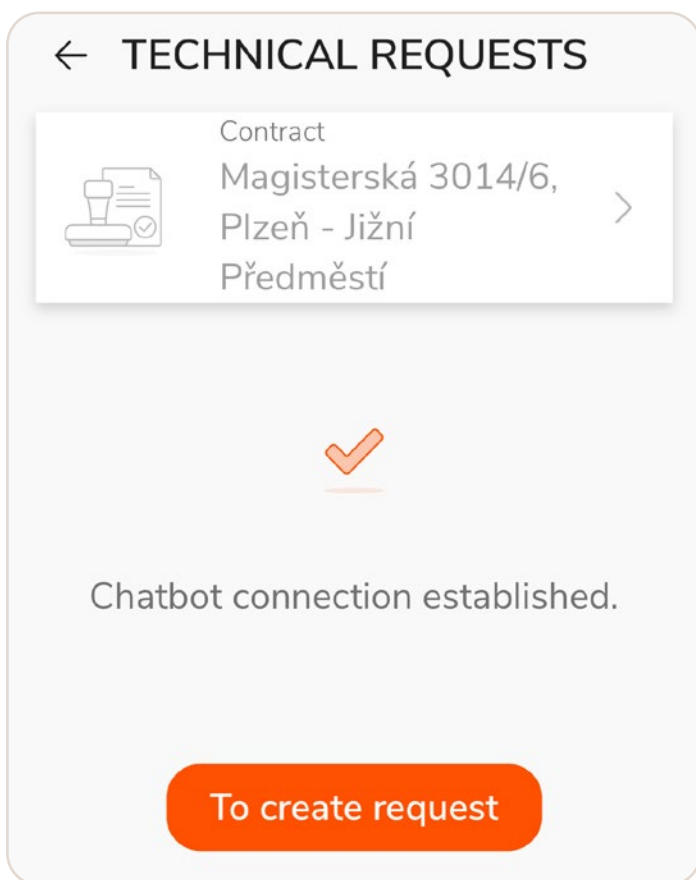 TECHNICAL REQUESTS
Contract
Magisterská 3014/6,
Plzeň - Jižní
Předměstí
Chatbot connection established.
To create request